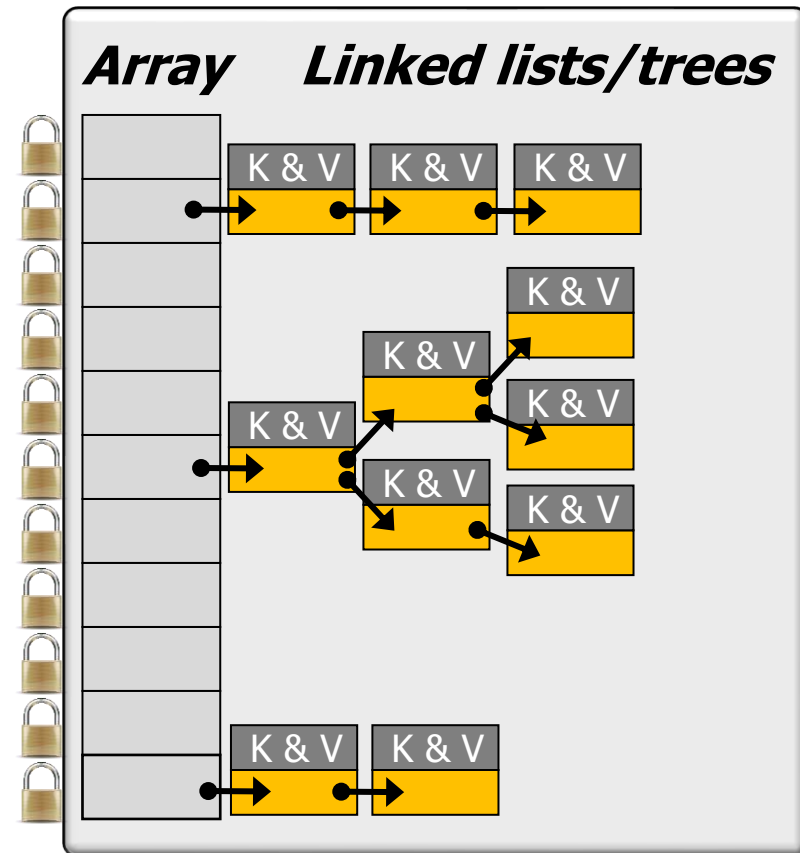 Array Linked lists/trees
K & V K & V K & V
K & V
K & V
K & V
K & V
K & V
K & V
K & V K & V